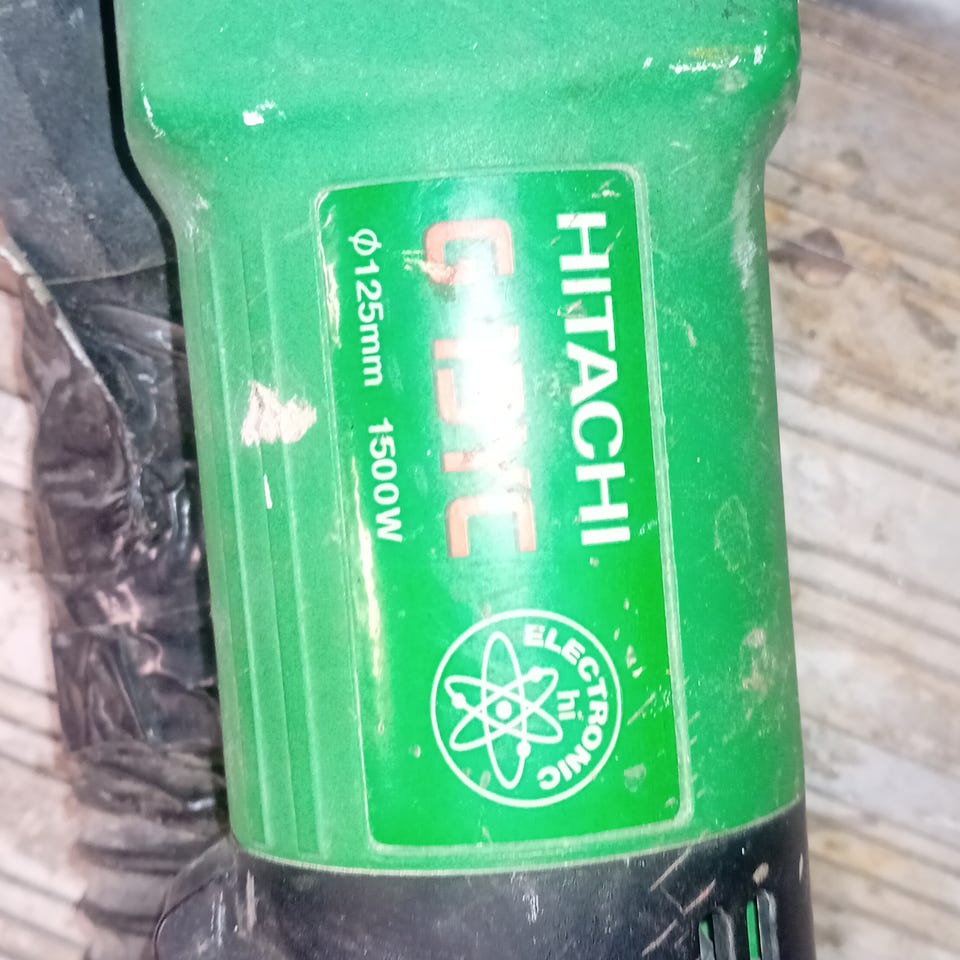 HITACHI
Φ125mm 1500W
ELECTRONIC
hi